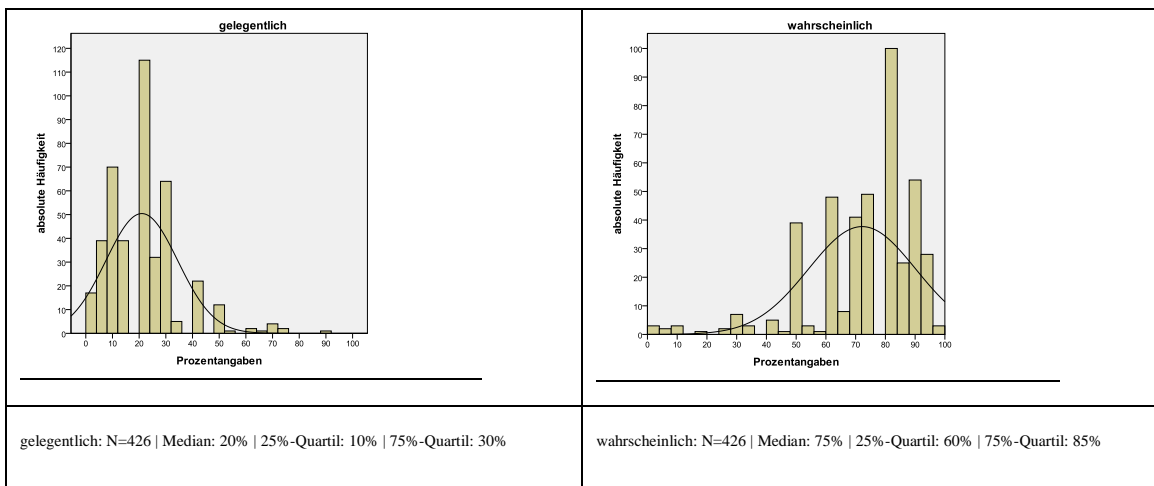 gelegentlich
120
110
100
90
80
70
60
50
40
30
20
10
0
absolute Häufigkeit
0 10 20 30 40 50 60 70 80 90 100
Prozentangaben
wahrscheinlich
100
90
80
70
60
50
40
30
20
10
0
absolute Häufigkeit
0 10 20 30 40 50 60 70 80 90 100
Prozentangaben
gelegentlich: N=426 | Median: 20% | 25%-Quartil: 10% | 75%-Quartil: 30%
wahrscheinlich: N=426 | Median: 75% | 25%-Quartil: 60% | 75%-Quartil: 85%